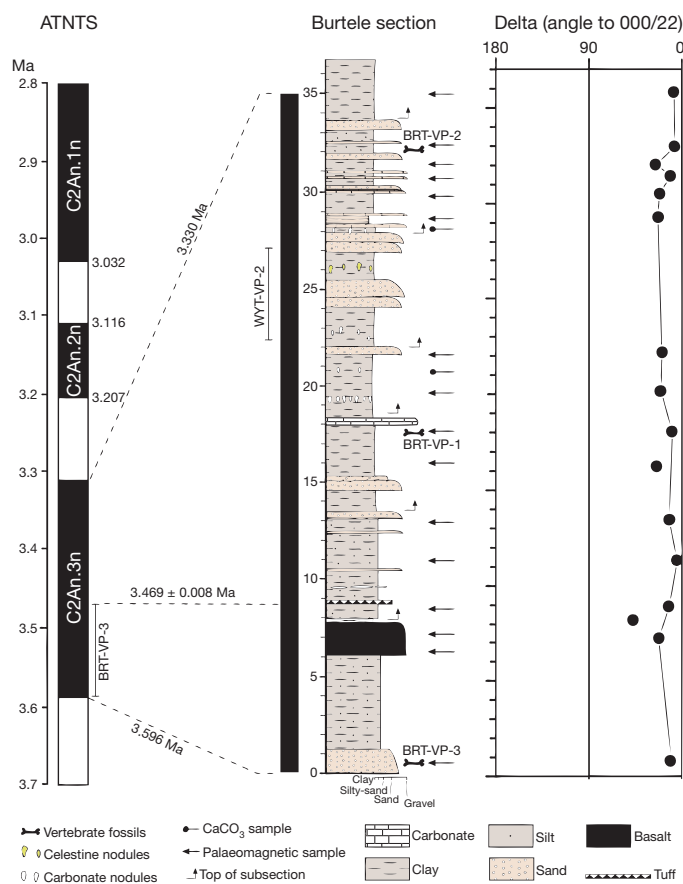 ATNTS
Burtele section
Delta (angle to 000/22)
180 90 0
Ma
2.8
2.9
3.0
3.1
3.2
3.3
3.4
3.5
3.6
3.7
C2An.1n
3.032
3.116
C2An.2n
3.207
C2An.3n
BRT-VP-3
3.330 Ma
3.469 ± 0.008 Ma
3.596 Ma
WYT-VP-2
35
30
25
20
15
10
5
0
BRT-VP-2
BRT-VP-1
BRT-VP-3
Clay
Silty-sand
Sand
Gravel
Vertebrate fossils
Celestine nodules
Carbonate nodules
CaCO3 sample
Palaeomagnetic sample
Top of subsection
Carbonate
Clay
Silt
Sand
Basalt
Tuff